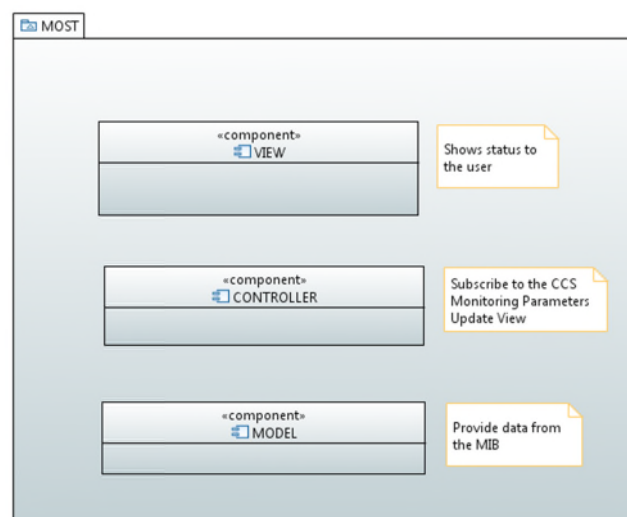 MOST
«component»
VIEW
Shows status to
the user
«component»
CONTROLLER
Subscribe to the CCS
Monitoring Parameters
Update View
«component»
MODEL
Provide data from
the MIB